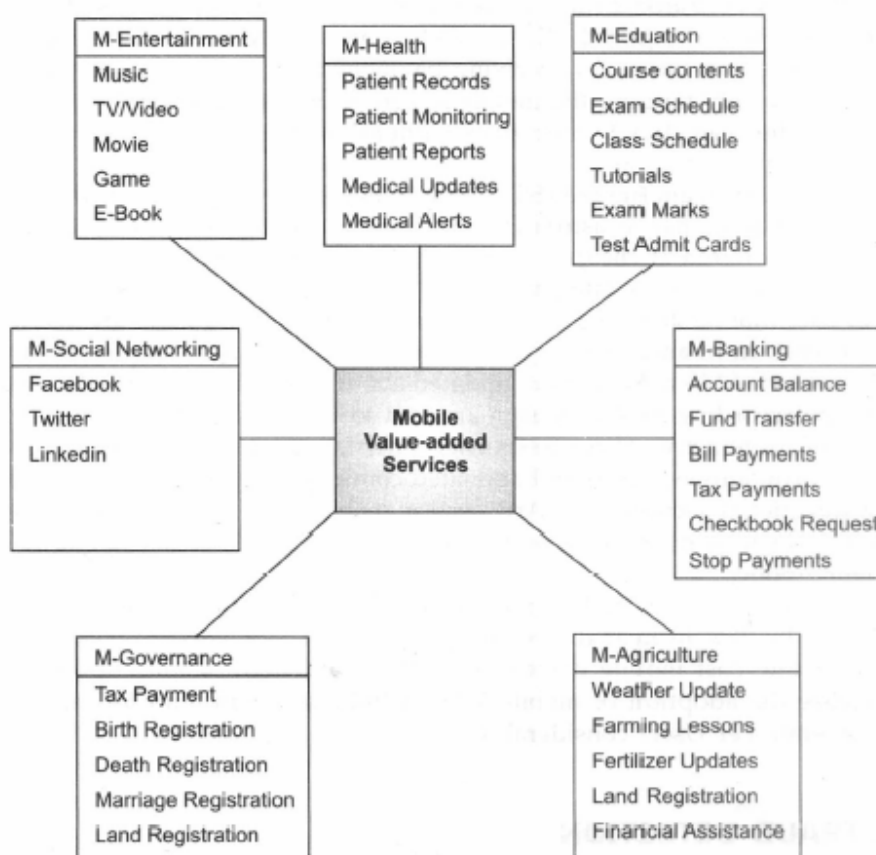 M-Entertainment
Music
TV/Video
Movie
Game
E-Book
M-Health
Patient Records
Patient Monitoring
Patient Reports
Medical Updates
Medical Alerts
M-Eduation
Course contents
Exam Schedule
Class Schedule
Tutorials
Exam Marks
Test Admit Cards
M-Social Networking
Facebook
Twitter
Linkedin
Mobile
Value-added
Services
M-Banking
Account Balance
Fund Transfer
Bill Payments
Tax Payments
Checkbook Request
Stop Payments
M-Governance
Tax Payment
Birth Registration
Death Registration
Marriage Registration
Land Registration
M-Agriculture
Weather Update
Farming Lessons
Fertilizer Updates
Land Registration
Financial Assistance